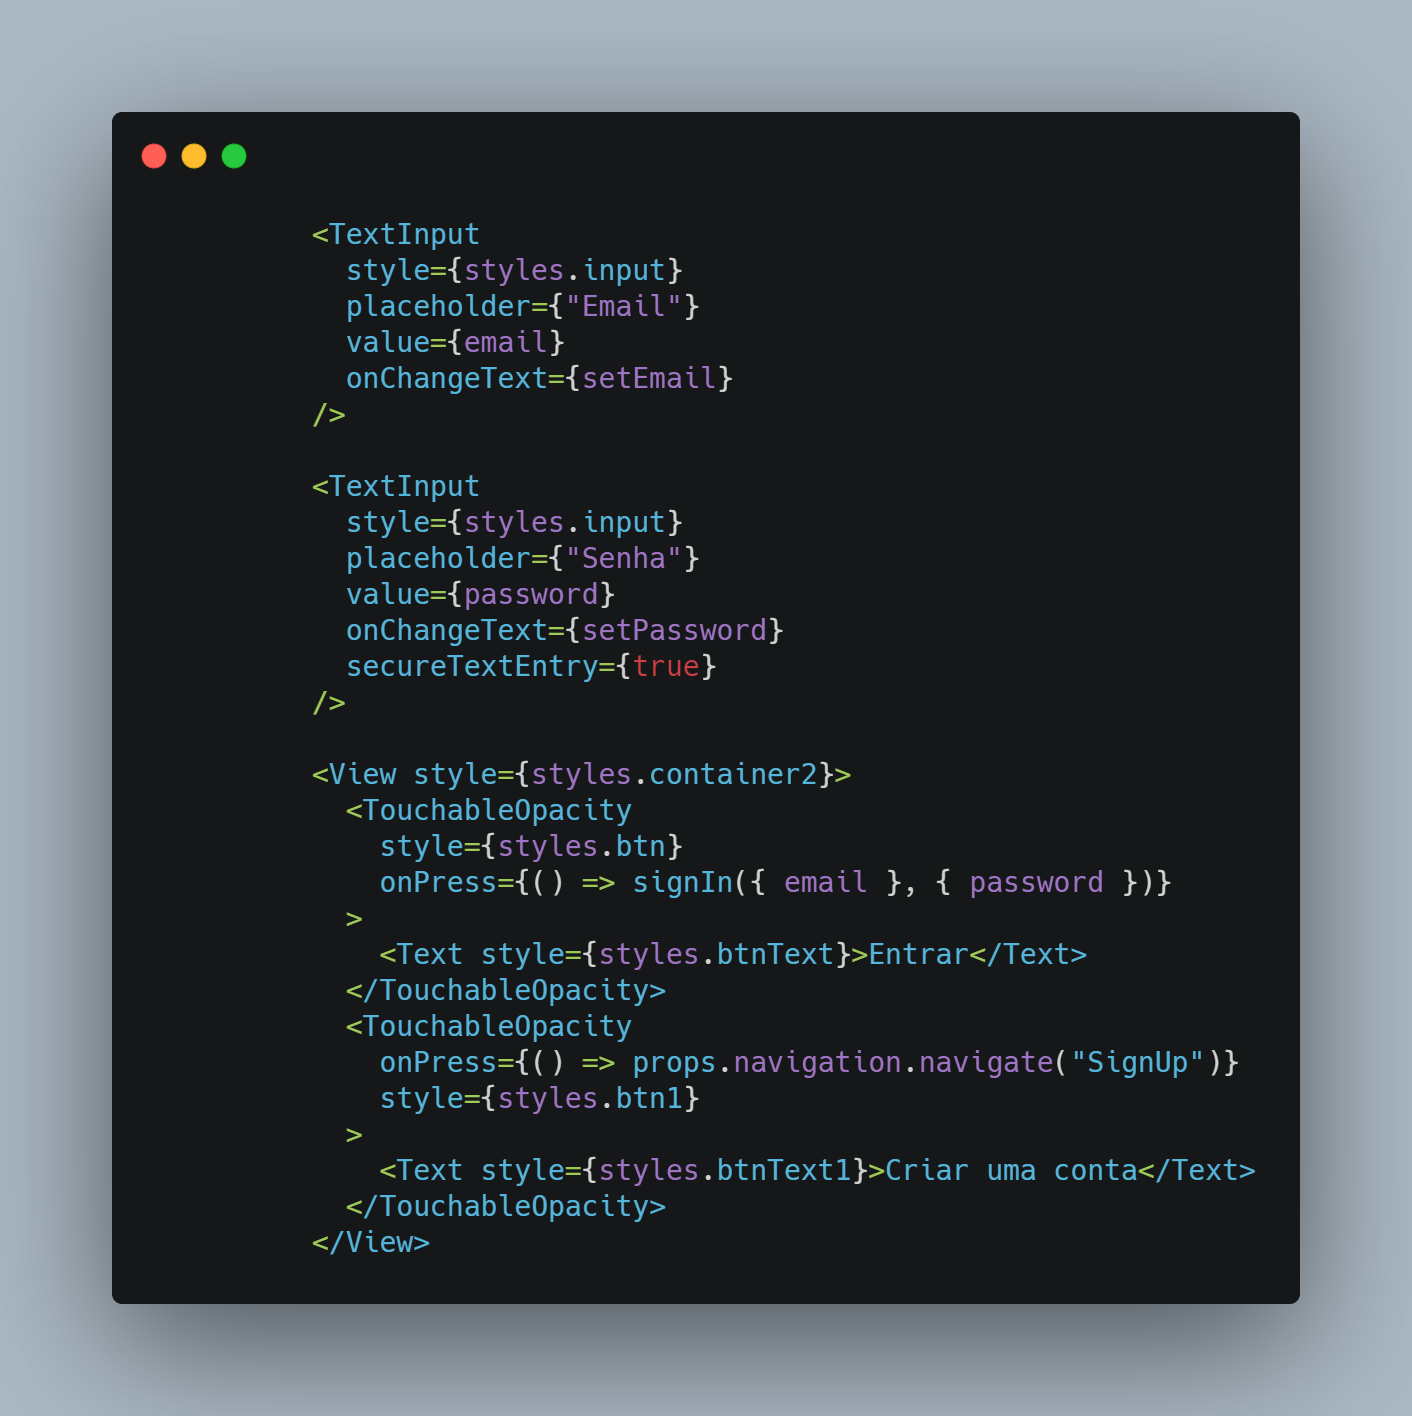 <TextInput
  style={styles.input}
  placeholder={"Email"}
  value={email}
  onChangeText={setEmail}
/>

<TextInput
  style={styles.input}
  placeholder={"Senha"}
  value={password}
  onChangeText={setPassword}
  secureTextEntry={true}
/>

<View style={styles.container2}>
  <TouchableOpacity
    style={styles.btn}
    onPress={() => signIn({ email }, { password })}
  >
    <Text style={styles.btnText}>Entrar</Text>
  </TouchableOpacity>
  <TouchableOpacity
    onPress={() => props.navigation.navigate("SignUp")}
    style={styles.btn1}
  >
    <Text style={styles.btnText1}>Criar uma conta</Text>
  </TouchableOpacity>
</View>